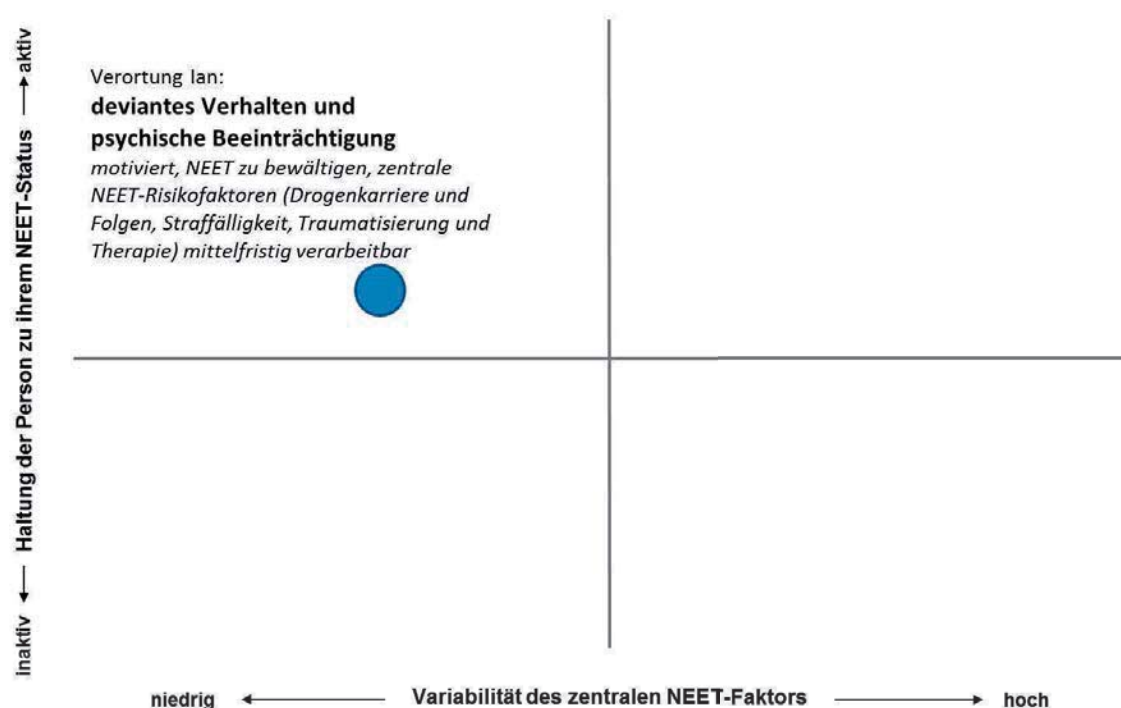 Verortung Ian:
deviantes Verhalten und
psychische Beeinträchtigung
motiviert, NEET zu bewältigen, zentrale
NEET-Risikofaktoren (Drogenkarriere und
Folgen, Straffälligkeit, Traumatisierung und
Therapie) mittelfristig verarbeitbar
inaktiv ← Haltung der Person zu ihrem NEET-Status → aktiv
niedrig ← Variabilität des zentralen NEET-Faktors → hoch